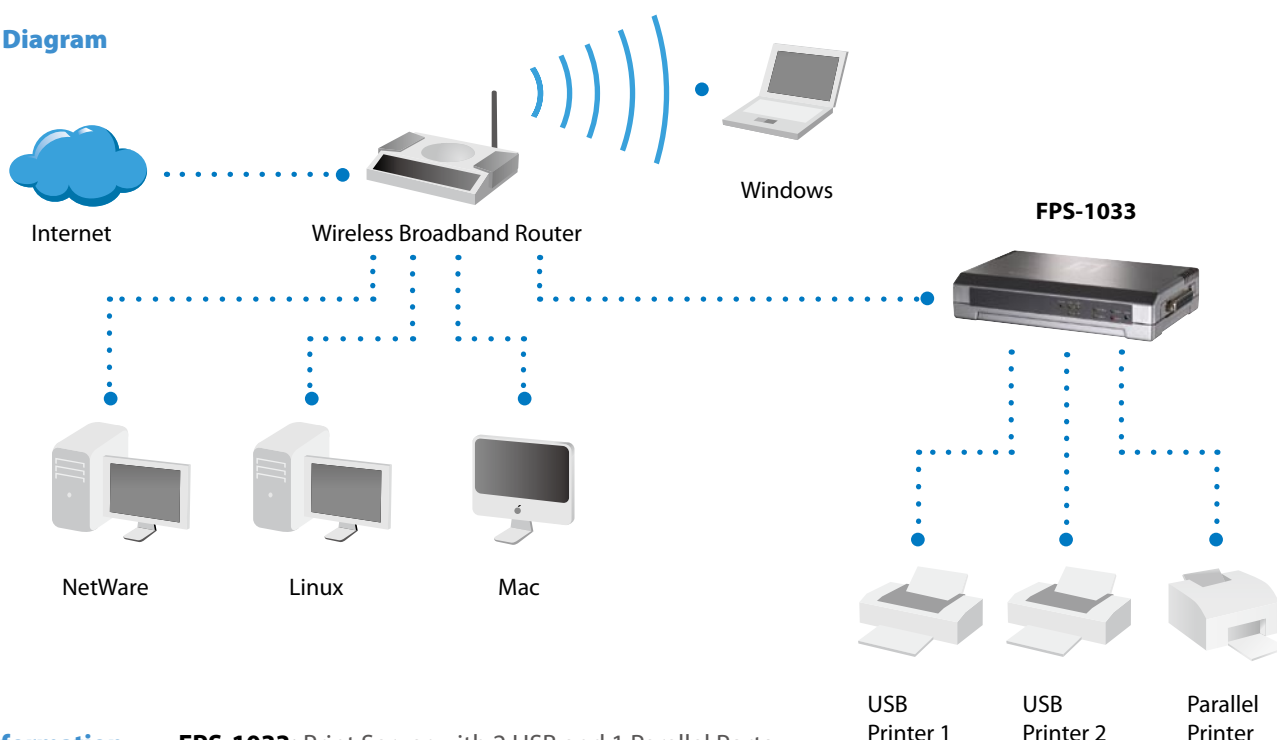 Diagram
Windows
FPS-1033
Internet
Wireless Broadband Router
NetWare
Linux
Mac
USB
Printer 1
USB
Printer 2
Parallel
Printer